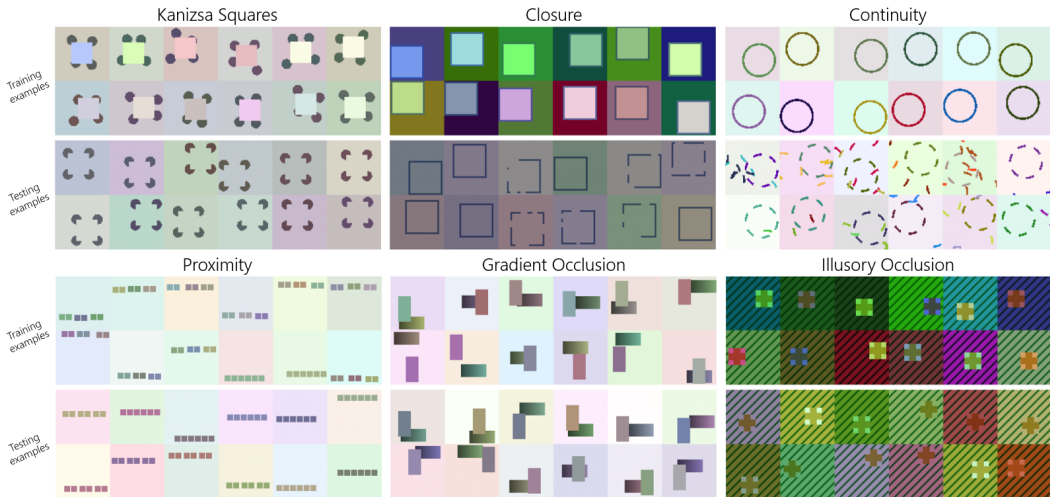 Kanizsa Squares
Closure
Continuity
Training
examples
Testing
examples
Proximity
Gradient Occlusion
Illusory Occlusion
Training
examples
Testing
examples